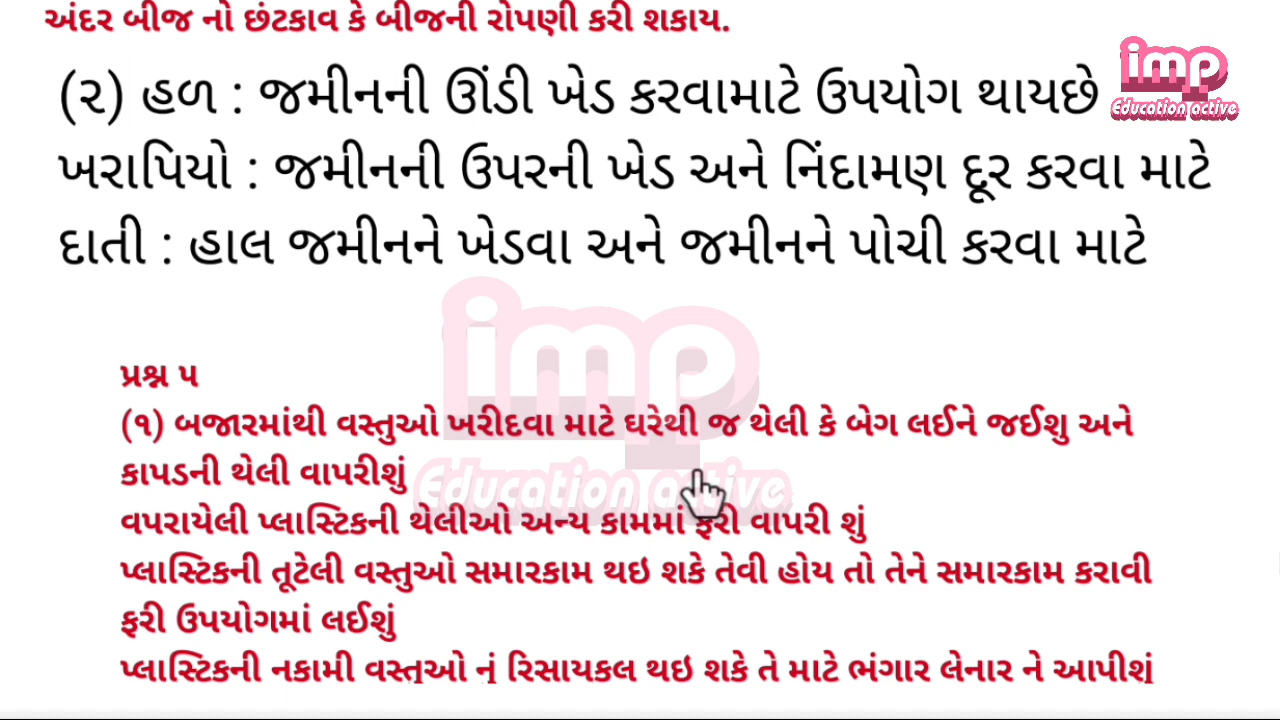 અંદર બીજ નો છંટકાવ કે બીજની રોપણી કરી શકાય.
imp
Education active
(૨) હળ : જમીનની ઊંડી ખેડ કરવામાટે ઉપયોગ થાયછે
ખરાપિયો : જમીનની ઉપરની ખેડ અને નિંદામણ દૂર કરવા માટે
દાતી : હાલ જમીનને ખેડવા અને જમીનને પોચી કરવા માટે
imp
Education active
પ્રશ્ન ૫
(૧) બજારમાંથી વસ્તુઓ ખરીદવા માટે ઘરેથી જ થેલી કે બેગ લઈને જઈશુ અને
કાપડની થેલી વાપરીશું
વપરાયેલી પ્લાસ્ટિકની થેલીઓ અન્ય કામમાં ફરી વાપરી શું
પ્લાસ્ટિકની તૂટેલી વસ્તુઓ સમારકામ થઇ શકે તેવી હોય તો તેને સમારકામ કરાવી
ફરી ઉપયોગમાં લઈશું
પ્લાસ્ટિકની નકામી વસ્તુઓ નું રિસાયકલ થઇ શકે તે માટે ભંગાર લેનાર ને આપીશું